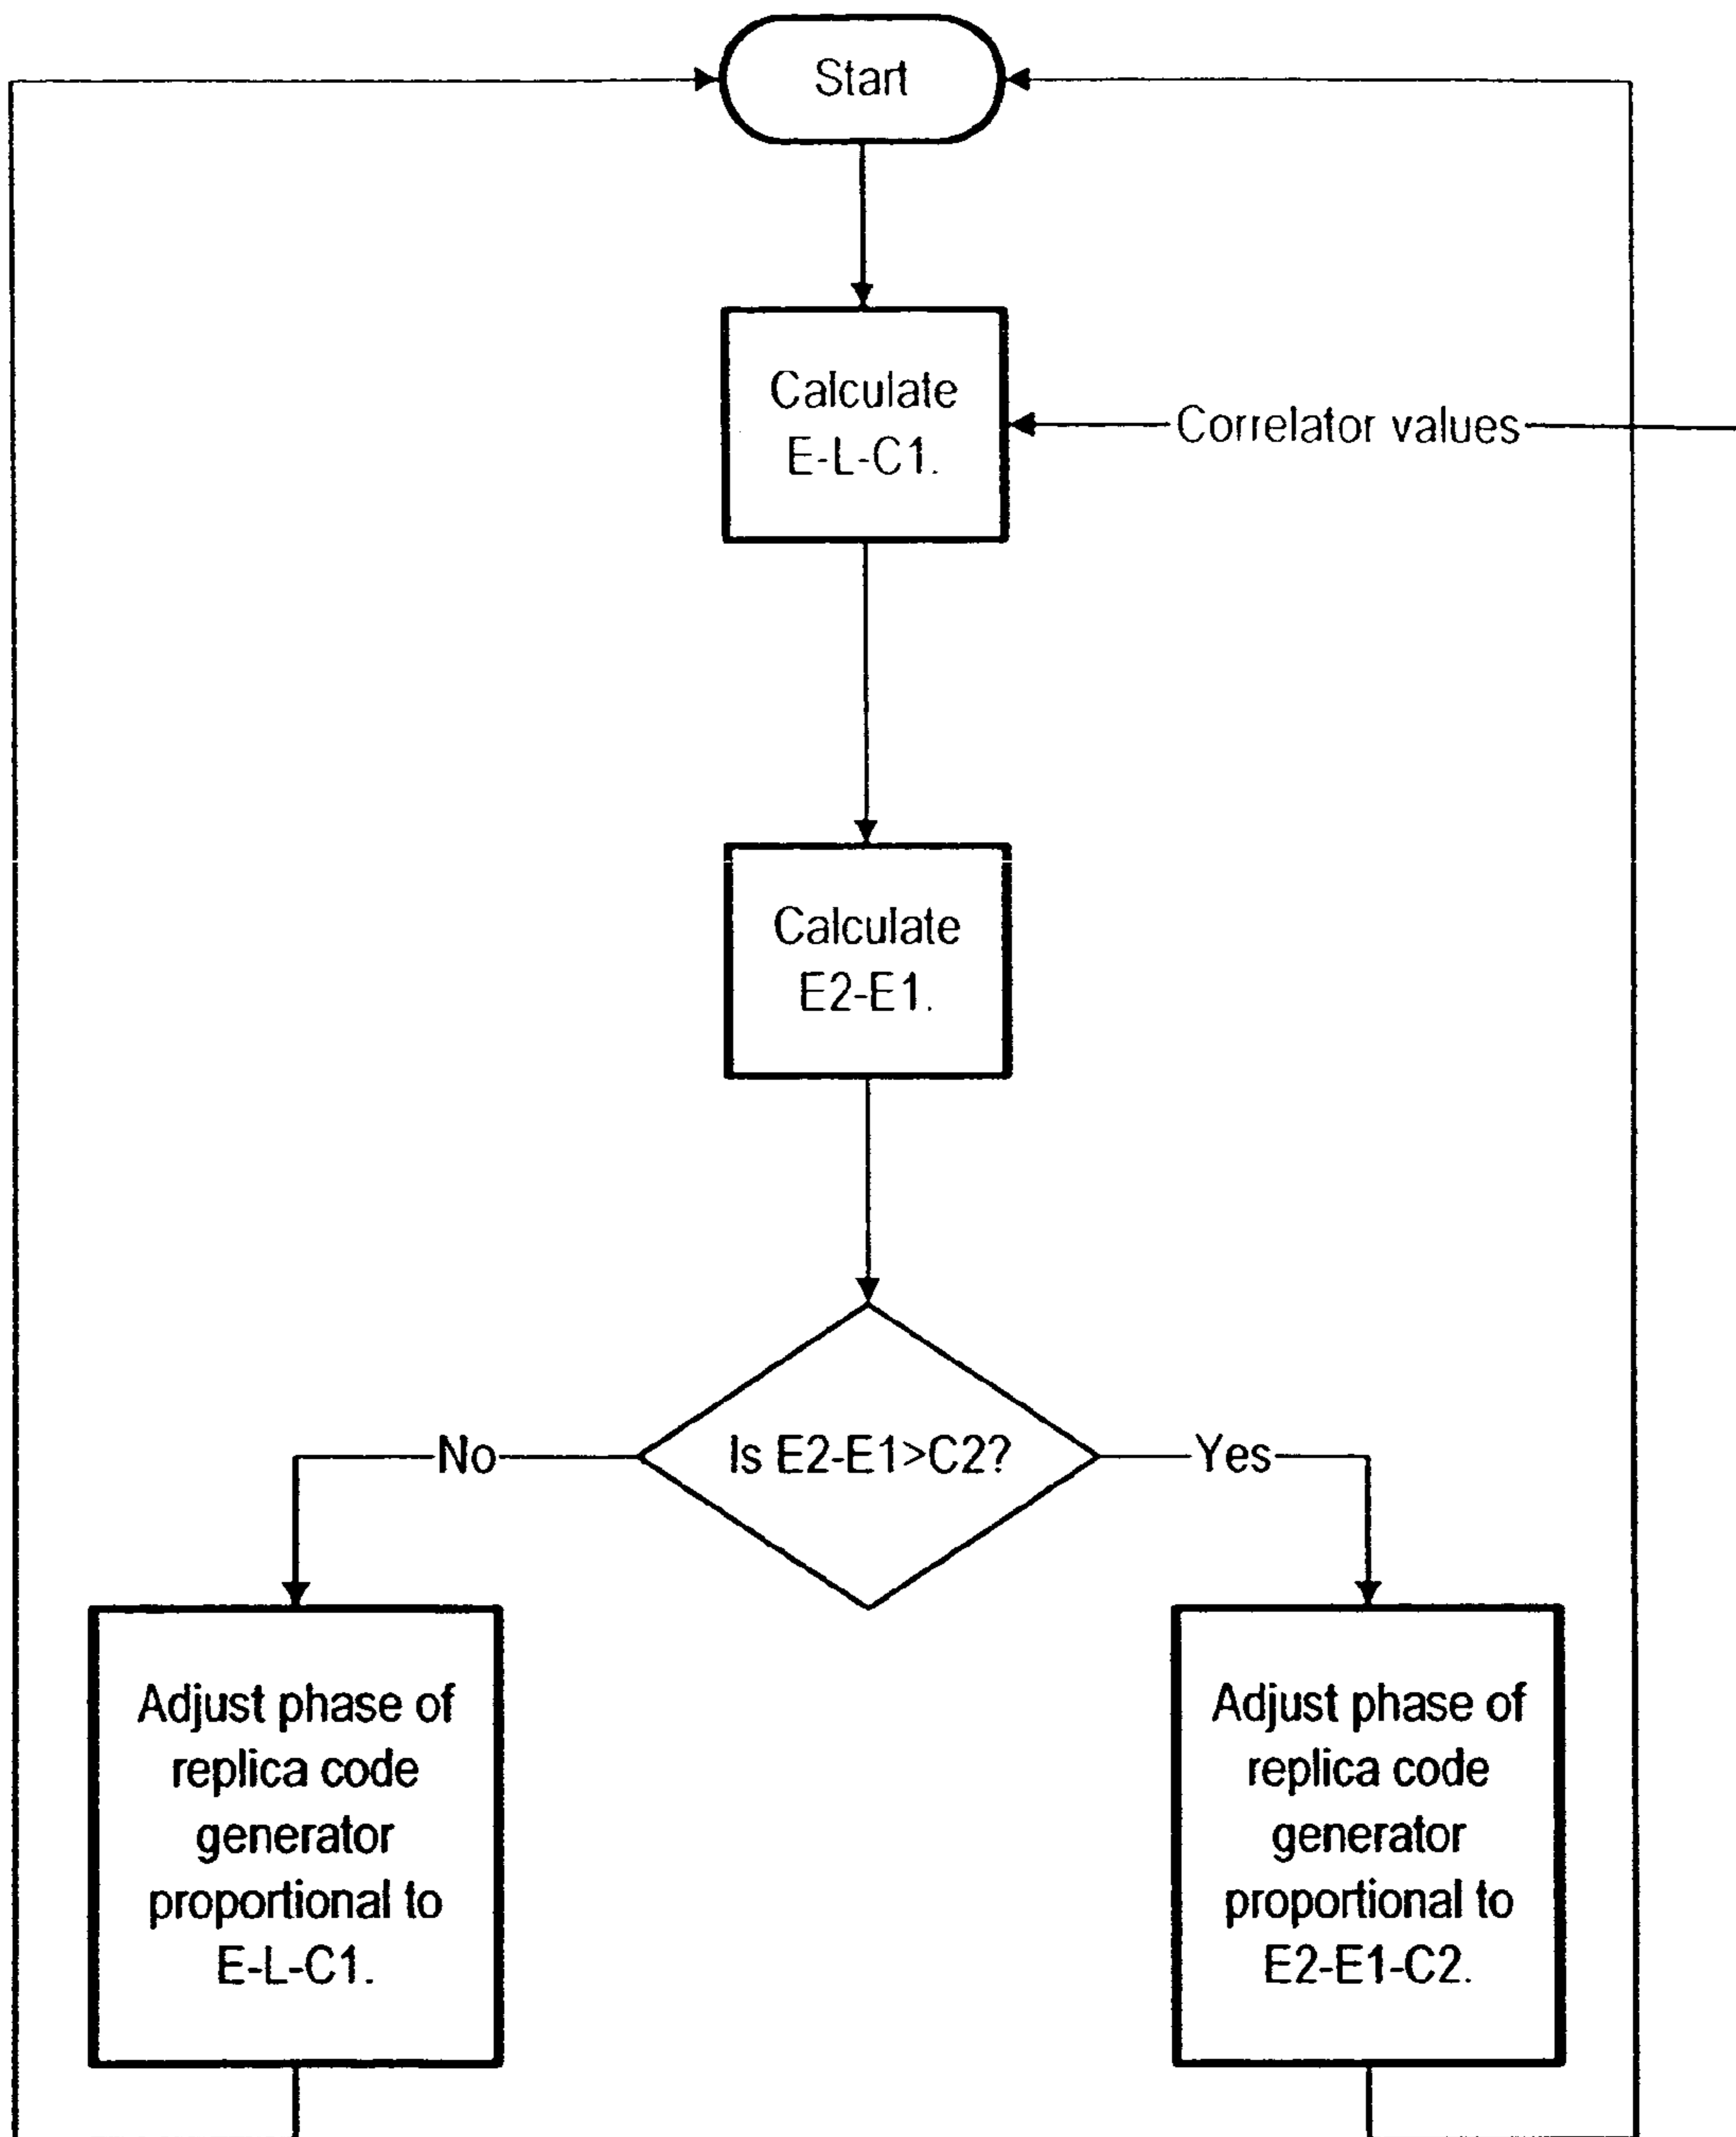 Start
Calculate
E-L-C1.
Correlator values
Calculate
E2-E1.
Is E2-E1>C2?
No
Yes
Adjust phase of
replica code
generator
proportional to
E-L-C1.
Adjust phase of
replica code
generator
proportional to
E2-E1-C2.